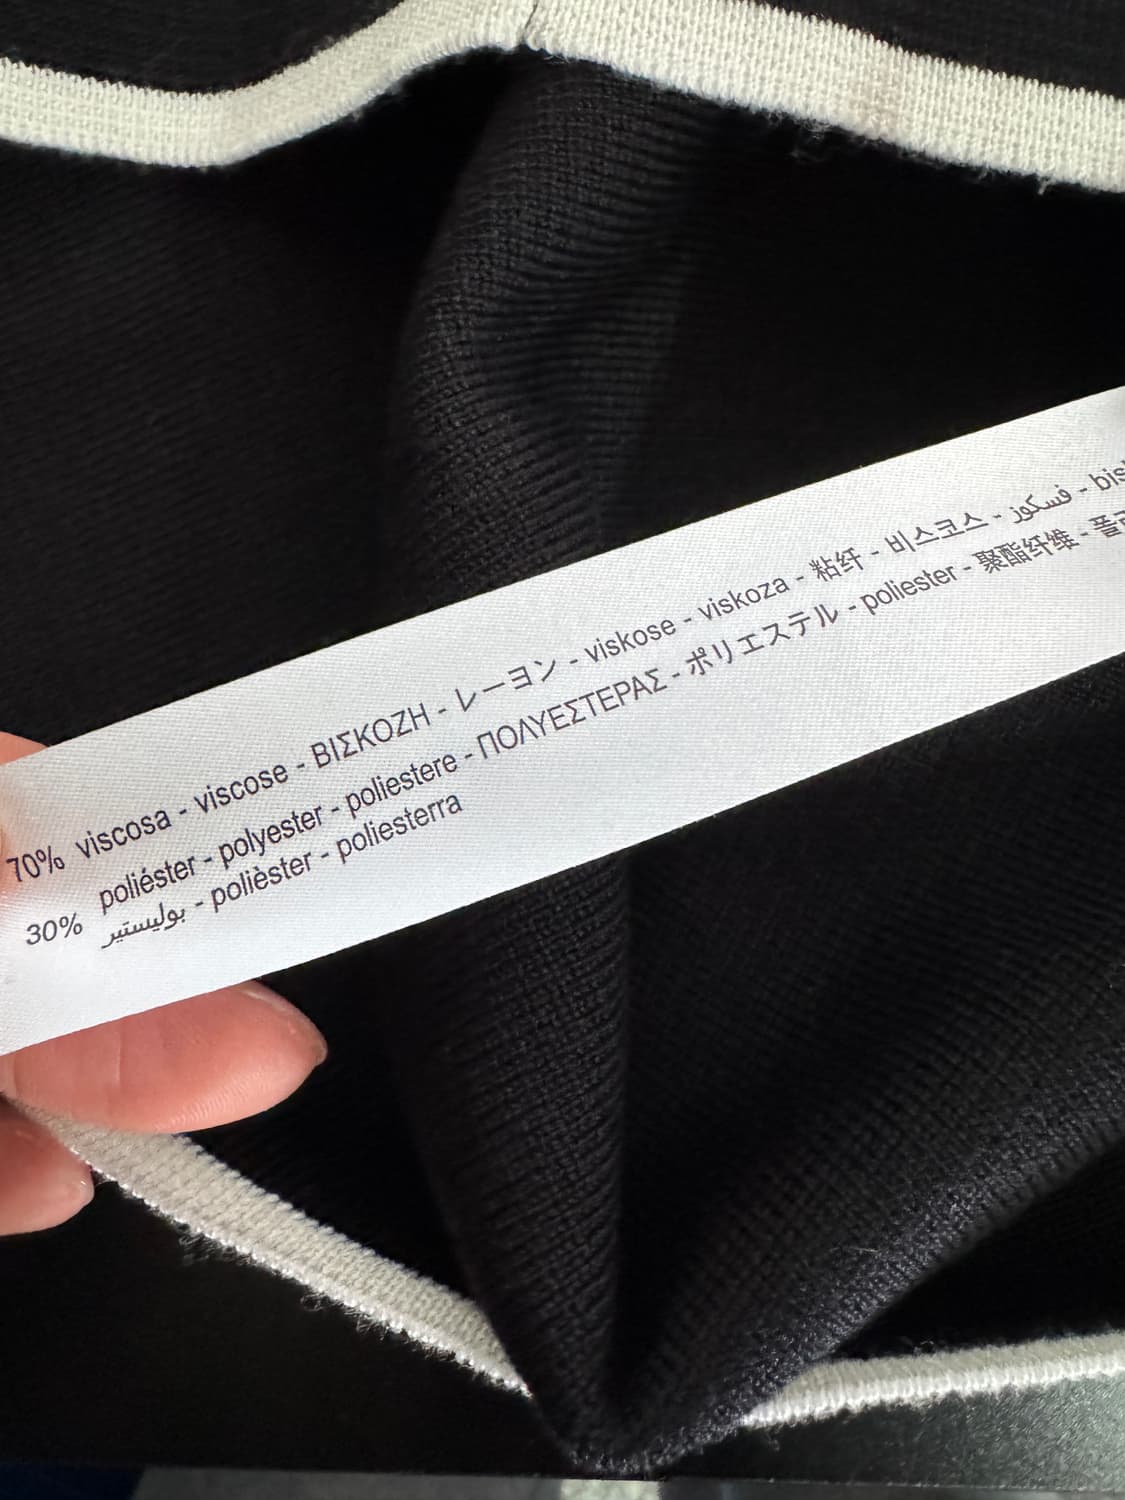 70% viscosa - viscose - ΒΙΣΚΟΖΗ - レーヨン - viskose - viskoza - 粘纤 - 비스코스 - فسكوز -
30% poliéster - polyester - poliestere - ΠΟΛΥΕΣΤΕΡΑΣ - ポリエステル - poliester - 聚酯纤维 -
بوليستير - polièster - poliesterra